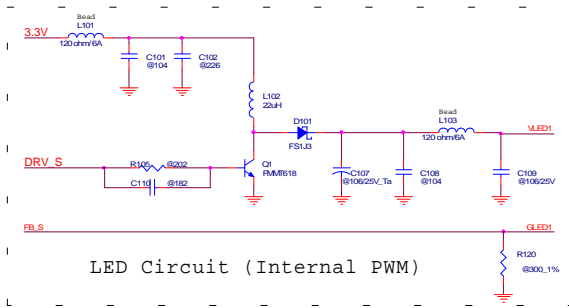 Bead
L101
3.3V
120 ohm/6A
C101
@104
C102
@226
L102
22uH
D101
FS1J3
Bead
L103
120 ohm/6A
VLED1
DRV_S
R105
@202
C110
@182
Q1
FMMT618
C107
@106/25V_Ta
C108
@104
C109
@106/25V
FB_S
GLED1
R120
@300_1%
LED Circuit (Internal PWM)